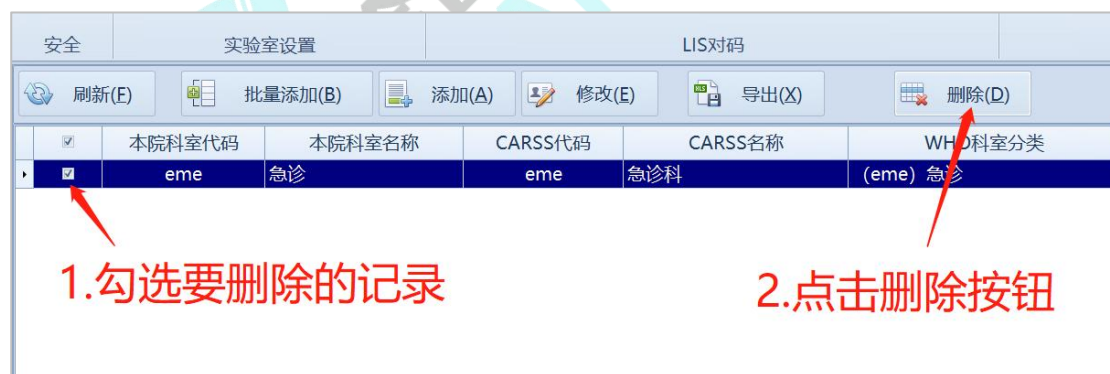 安全 实验室设置 LIS对码
刷新(F) 批量添加(B) 添加(A) 修改(E) 导出(X) 删除(D)
本院科室代码 本院科室名称 CARSS代码 CARSS名称 WHO科室分类
eme 急诊 eme 急诊科 (eme) 急诊
1.勾选要删除的记录
2.点击删除按钮